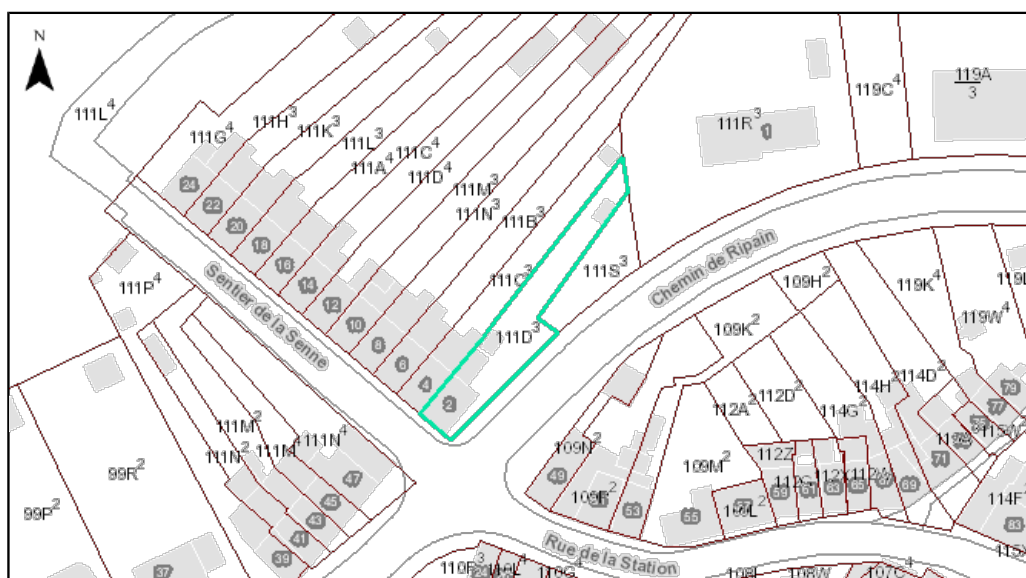 N
111L⁴
111G⁴
111H³
111K³
111L³
111A⁴
111C⁴
111D⁴
111M³
111N³
111B³
111C³
111D³
111S³
111R³
1
119C⁴
119A
3
24
22
20
18
16
14
12
10
8
6
4
2
Sentier de la Senne
Chemin de Ripain
111P⁴
109H²
119K⁴
119L
119W⁴
109K²
112A²
112D²
114H²
114D²
114G²
79
77
71
69
65
63
61
59
55
53
49
109N²
109M²
112Z
111M²
111N²
111M⁴
111N⁴
47
45
43
41
39
37
99R²
99P²
114F
83
Rue de la Station